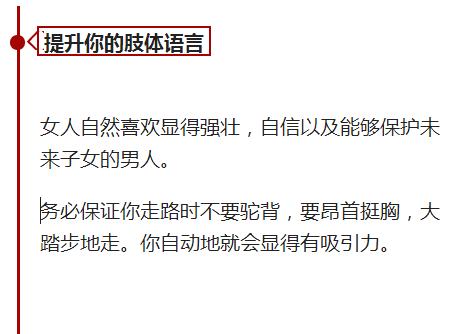 提升你的肢体语言
女人自然喜欢显得强壮，自信以及能够保护未
来子女的男人。
务必保证你走路时不要驼背，要昂首挺胸，大
踏步地走。你自动地就会显得有吸引力。